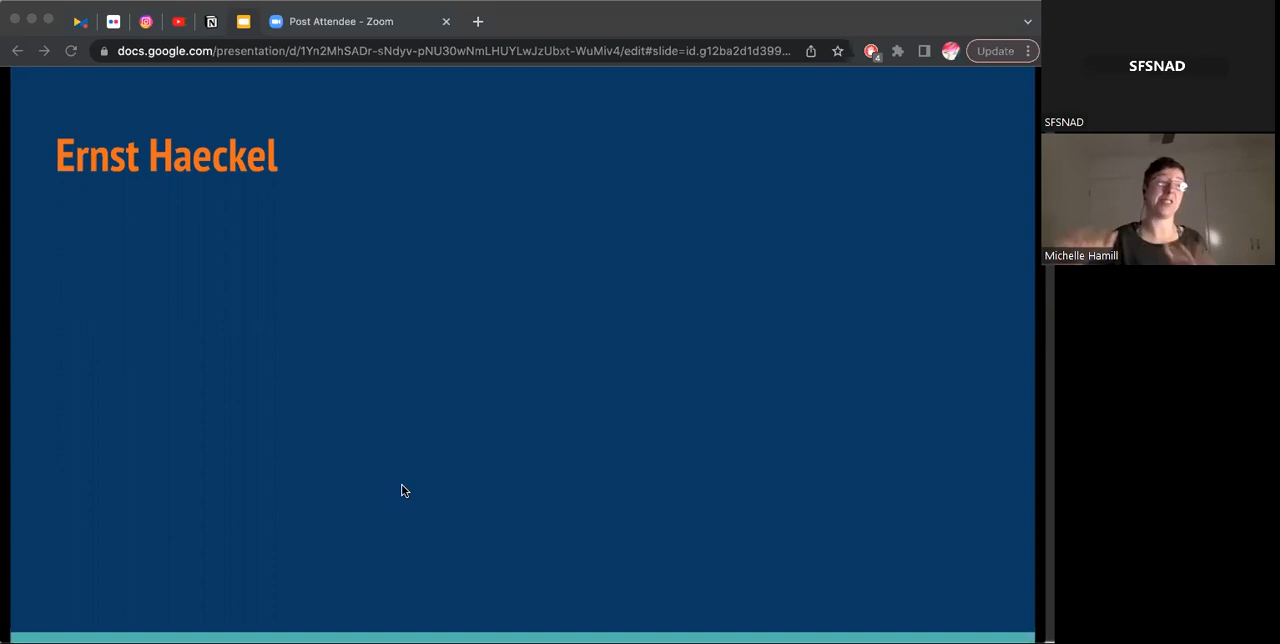 Post Attendee - Zoom
docs.google.com/presentation/d/1Yn2MhSADr-sNdyv-pNU30wNmLHUYLwJzUbxt-WuMiv4/edit#slide=id.g12ba2d1d399...
4
Update
Ernst Haeckel
SFSNAD
SFSNAD
Michelle Hamill